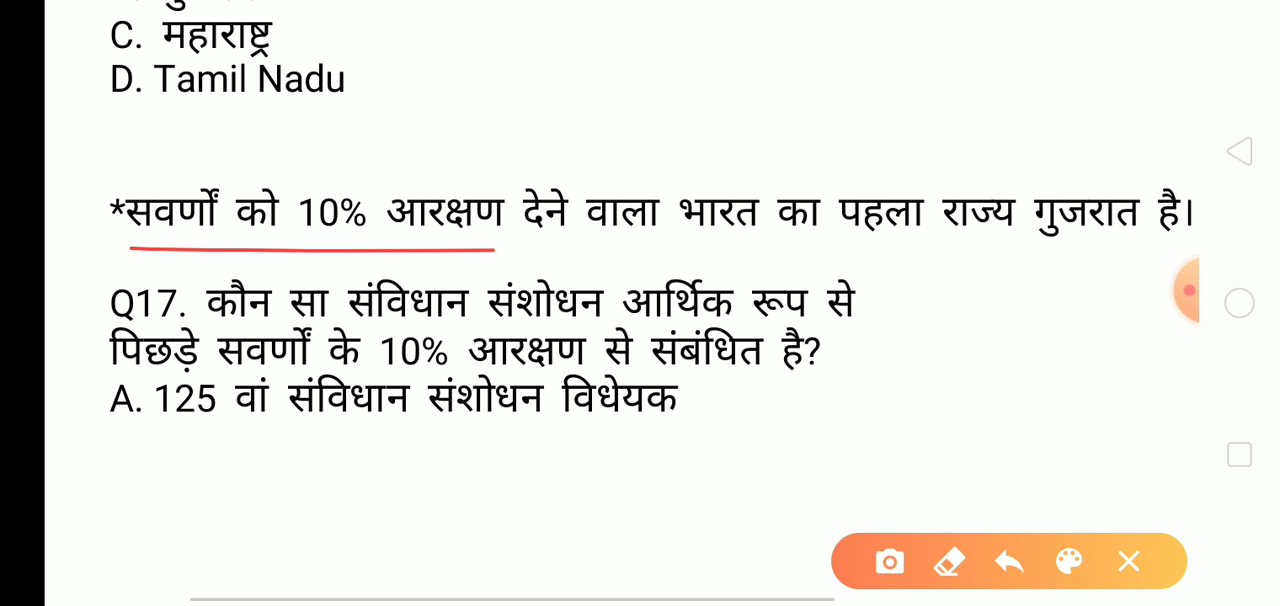 C. महाराष्ट्र
D. Tamil Nadu
*सवर्णों को 10% आरक्षण देने वाला भारत का पहला राज्य गुजरात है।
Q17. कौन सा संविधान संशोधन आर्थिक रूप से
पिछड़े सवर्णों के 10% आरक्षण से संबंधित है?
A. 125 वां संविधान संशोधन विधेयक